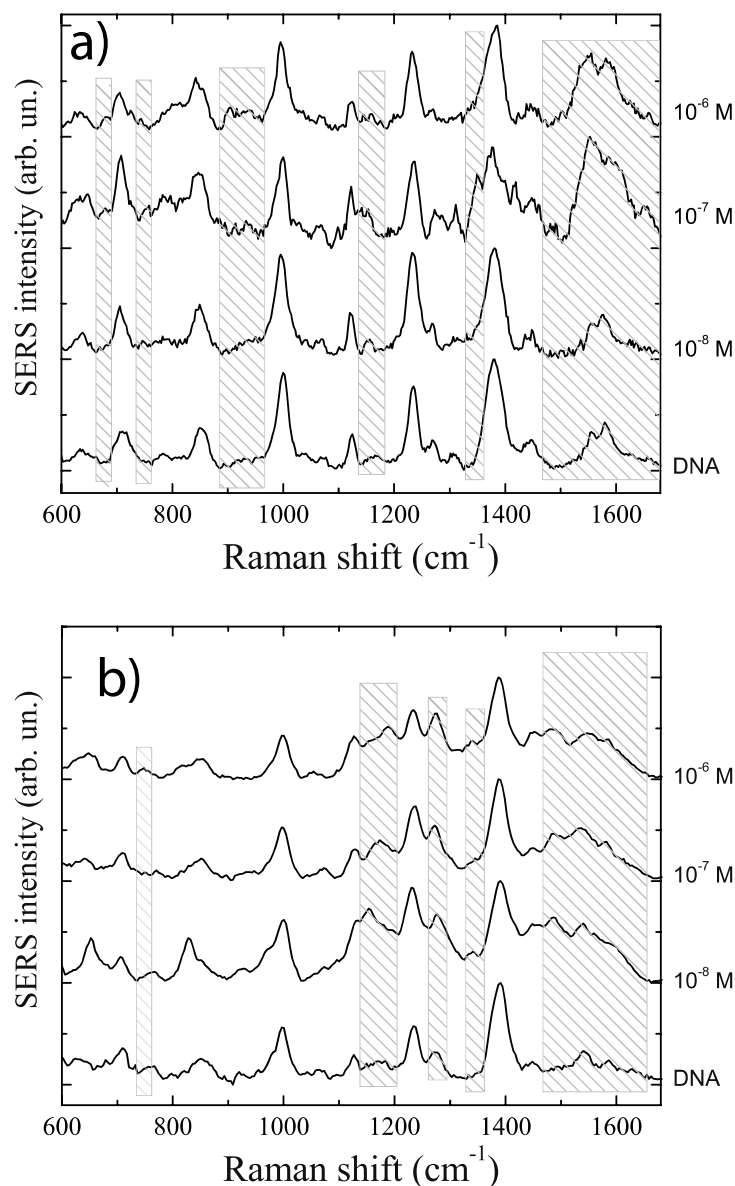 a)
SERS intensity (arb. un.)
10⁻⁶ M
10⁻⁷ M
10⁻⁸ M
DNA
600 800 1000 1200 1400 1600
Raman shift (cm⁻¹)
b)
SERS intensity (arb. un.)
10⁻⁶ M
10⁻⁷ M
10⁻⁸ M
DNA
600 800 1000 1200 1400 1600
Raman shift (cm⁻¹)